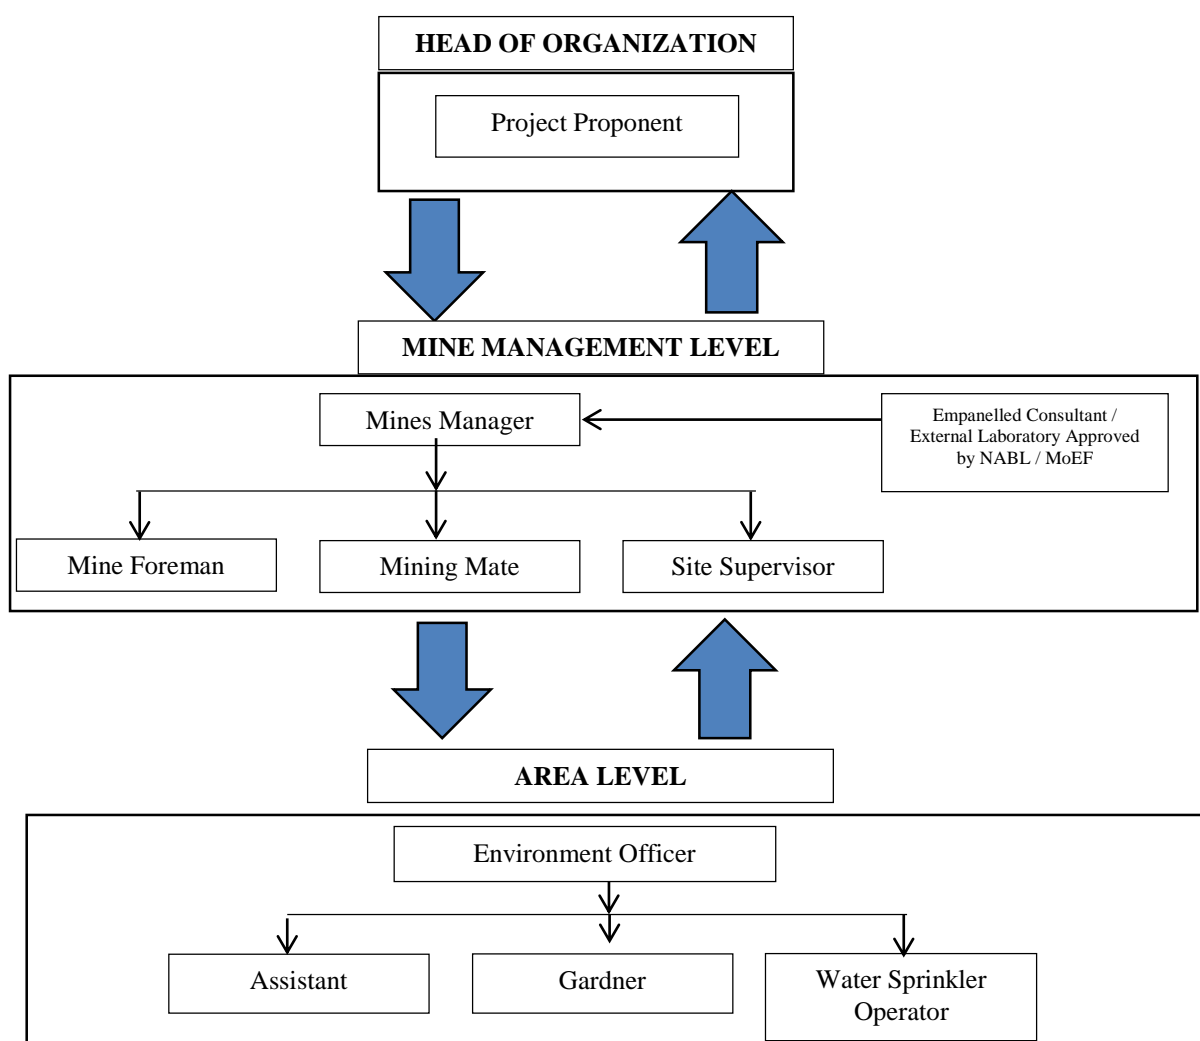 HEAD OF ORGANIZATION
Project Proponent
MINE MANAGEMENT LEVEL
Mines Manager
Empanelled Consultant /
External Laboratory Approved
by NABL / MoEF
Mine Foreman
Mining Mate
Site Supervisor
AREA LEVEL
Environment Officer
Assistant
Gardner
Water Sprinkler
Operator